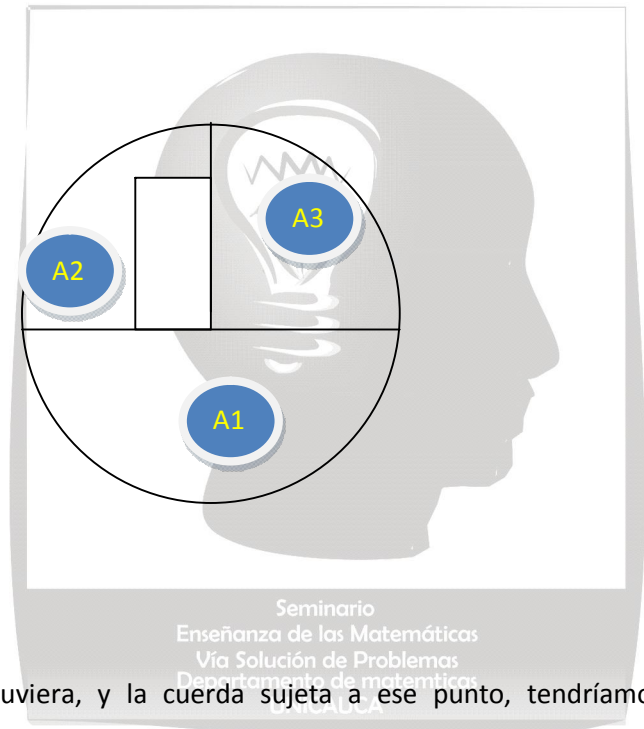 A3
A2
A1
Seminario
Enseñanza de las Matemáticas
Vía Solución de Problemas
Departamento de matemticas
uviera, y la cuerda sujeta a ese punto, tendríamo
UNICAUCA